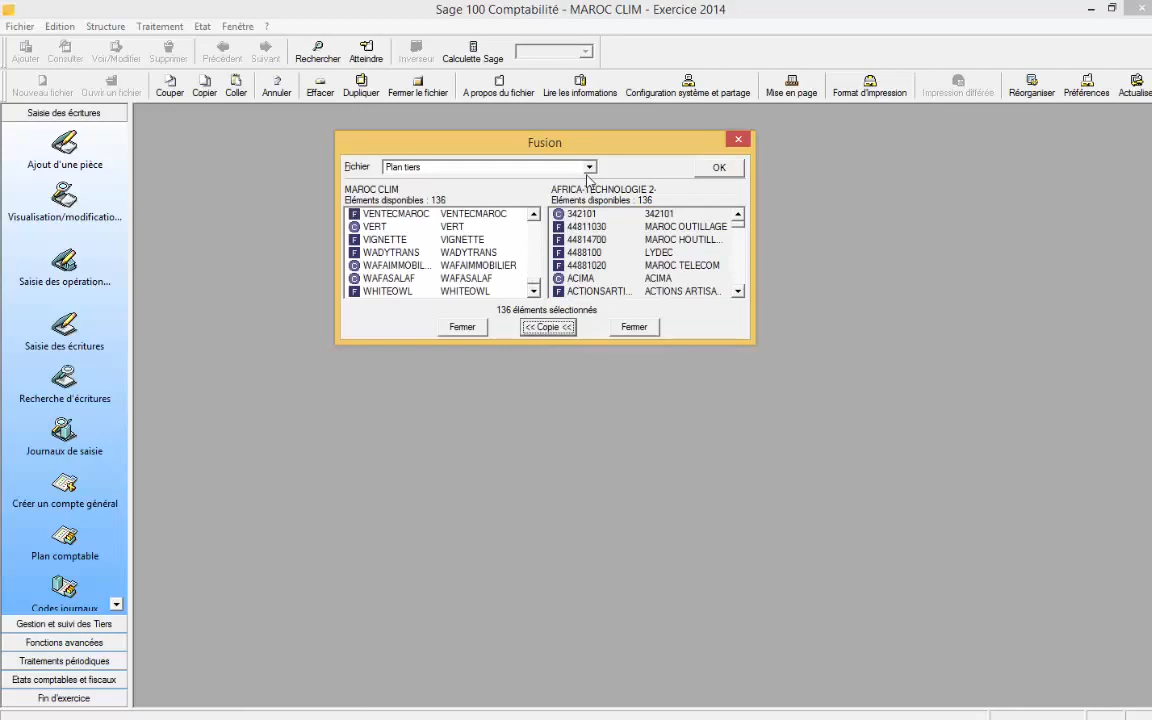 Sage 100 Comptabilité - MAROC CLIM - Exercice 2014
Fichier Edition Structure Traitement Etat Fenêtre ?
Ajouter Consulter Voir/Modifier Supprimer Précédent Suivant Rechercher Atteindre Inverseur Calculette Sage
Nouveau fichier Ouvrir un fichier Couper Copier Coller Annuler Effacer Dupliquer Fermer le fichier A propos du fichier Lire les informations Configuration système et partage Mise en page Format d'impression Impression différée Réorganiser Préférences Actualise
Saisie des écritures
Ajout d'une pièce
Visualisation/modificatio...
Saisie des opération...
Saisie des écritures
Recherche d'écritures
Journaux de saisie
Créer un compte général
Plan comptable
Codes journaux
Gestion et suivi des Tiers
Fonctions avancées
Traitements périodiques
Etats comptables et fiscaux
Fin d'exercice
Fusion
Fichier Plan tiers OK
MAROC CLIM
Eléments disponibles : 136
F VENTECMAROC VENTECMAROC
C VERT VERT
F VIGNETTE VIGNETTE
F WADYTRANS WADYTRANS
C WAFAIMMOBIL... WAFAIMMOBILIER
C WAFASALAF WAFASALAF
F WHITEOWL WHITEOWL
AFRICA-TECHNOLOGIE 2-
Eléments disponibles : 136
C 342101 342101
F 44811030 MAROC OUTILLAGE
F 44814700 MAROC HOUTILL...
F 4488100 LYDEC
F 44881020 MAROC TELECOM
C ACIMA ACIMA
F ACTIONSARTI... ACTIONS ARTISA..
136 éléments sélectionnés
Fermer << Copie << Fermer